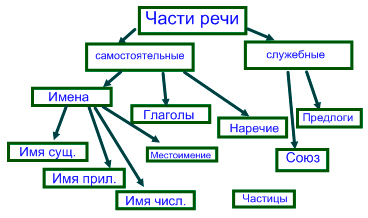 Части речи
самостоятельные
служебные
Имена
Глаголы
Наречие
Предлоги
Имя сущ.
Местоимение
Союз
Имя прил.
Имя числ.
Частицы